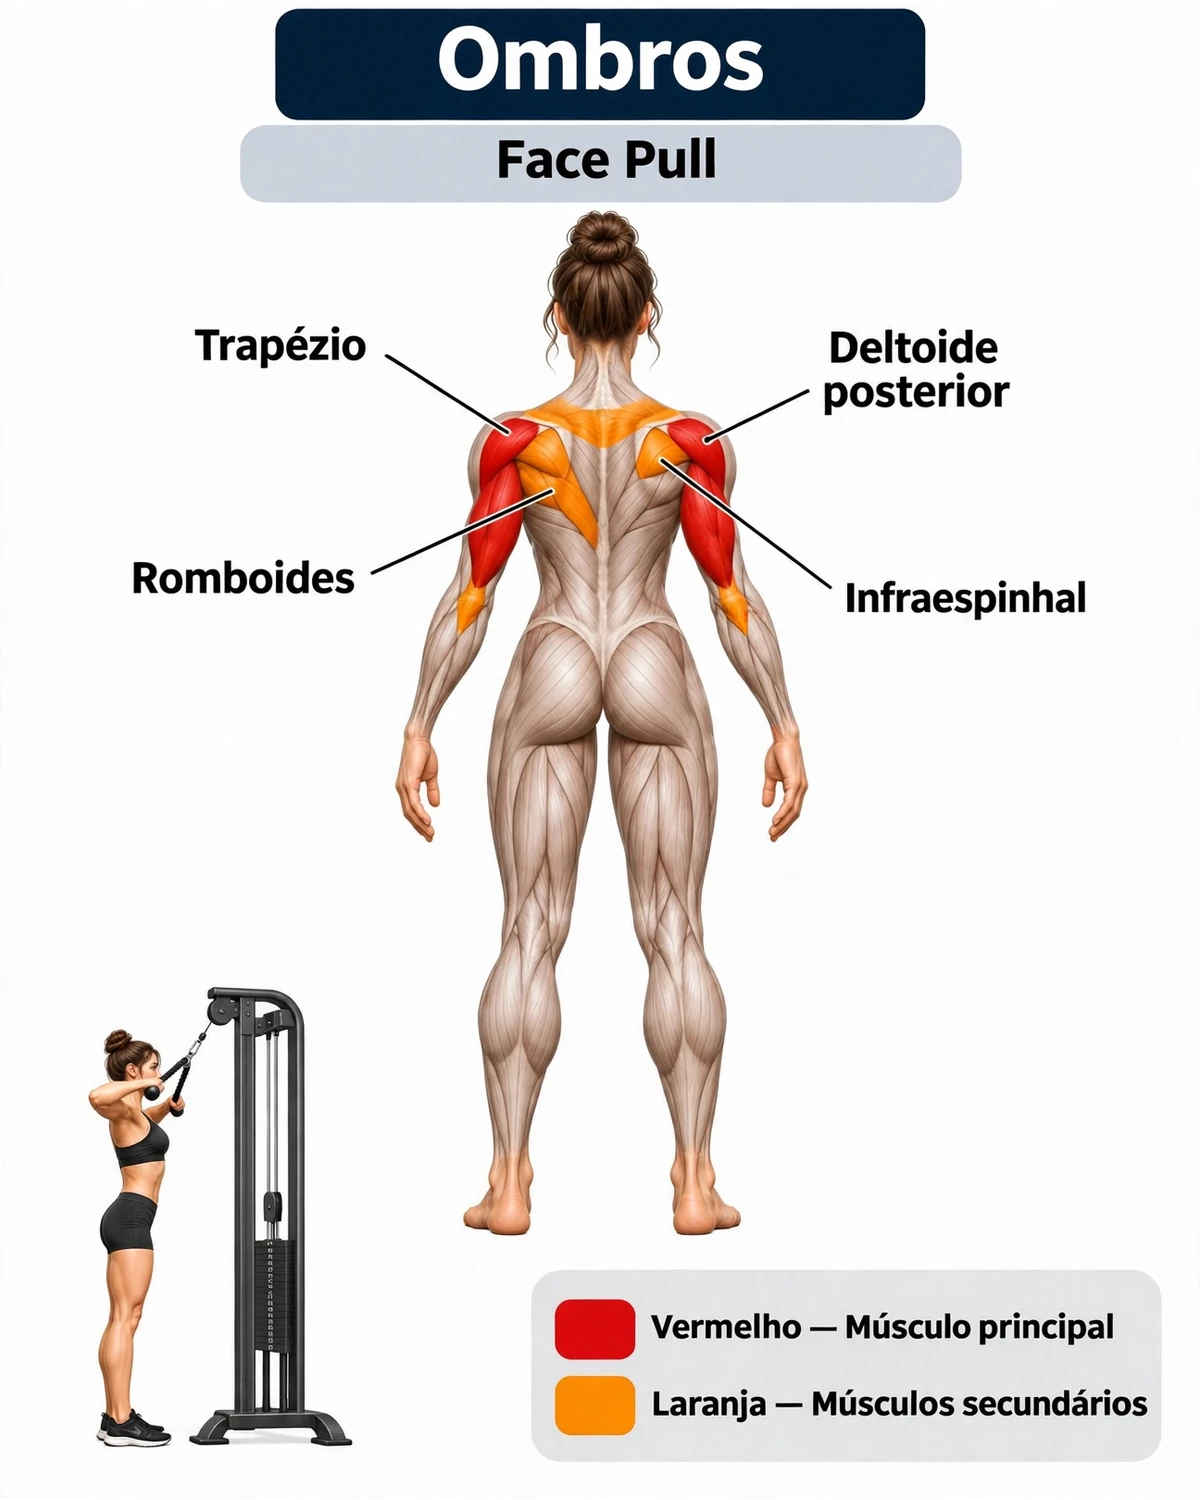 Ombros
Face Pull
Trapézio
Deltoide
posterior
Romboides
Infraespinhal
Vermelho — Músculo principal
Laranja — Músculos secundários